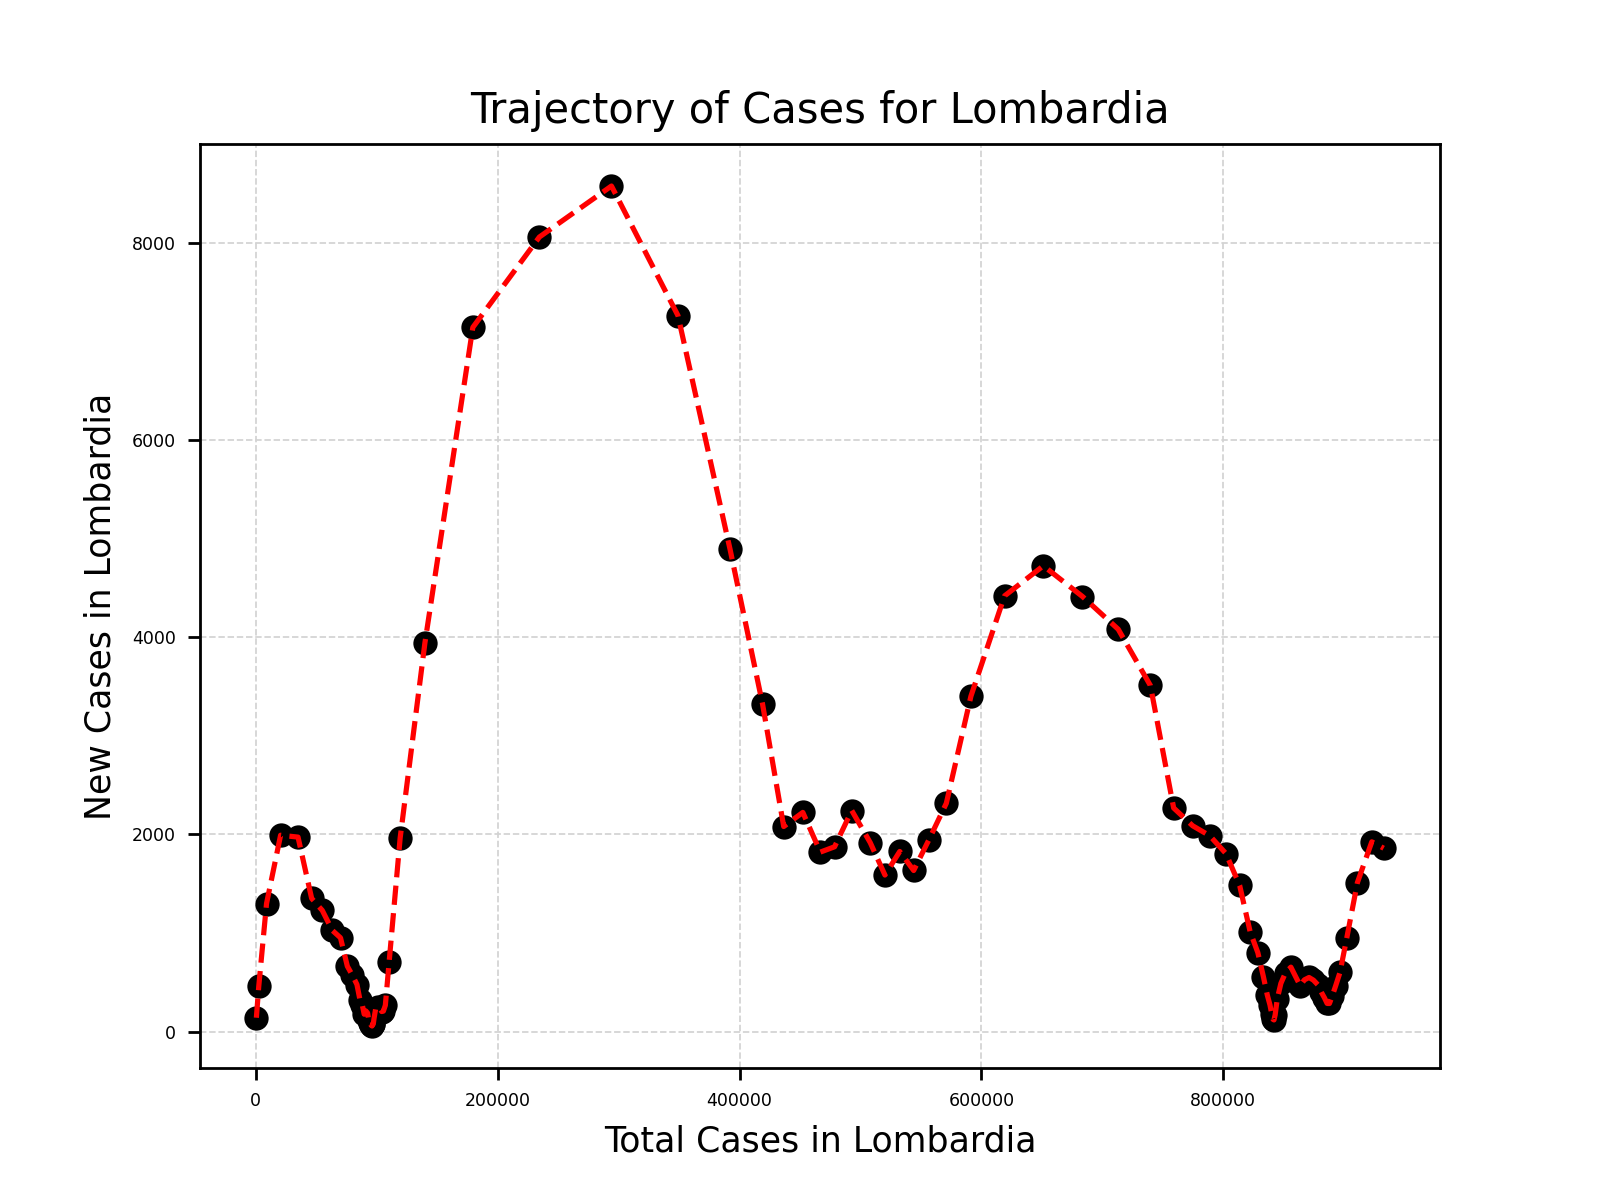 Trajectory of Cases for Lombardia
New Cases in Lombardia
8000
6000
4000
2000
0
0 200000 400000 600000 800000
Total Cases in Lombardia